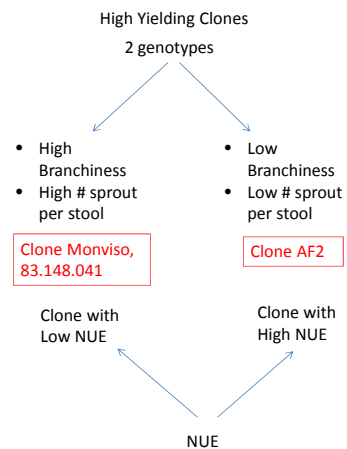 High Yielding Clones
2 genotypes
• High
Branchiness
• High # sprout
per stool
Clone Monviso,
83.148.041
Clone with
Low NUE
• Low
Branchiness
• Low # sprout
per stool
Clone AF2
Clone with
High NUE
NUE